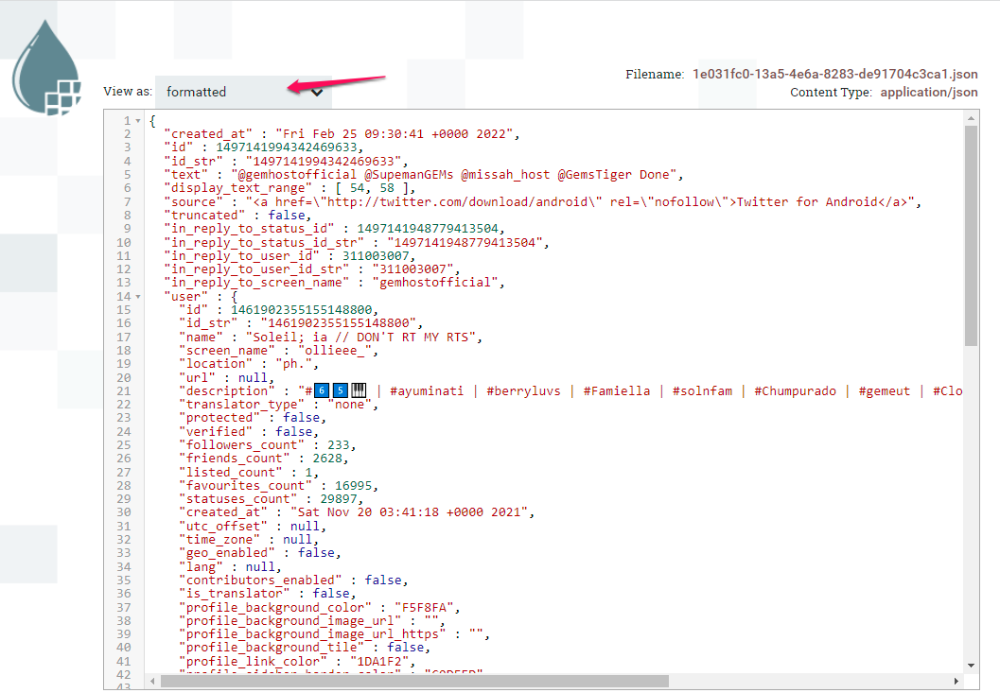 Filename: 1e031fc0-13a5-4e6a-8283-de91704c3ca1.json
View as: formatted
Content Type: application/json
1 {
2 "created_at" : "Fri Feb 25 09:30:41 +0000 2022",
3 "id" : 1497141994342469633,
4 "id_str" : "1497141994342469633",
5 "text" : "@gemhostofficial @SupemanGEMs @missah_host @GemsTiger Done",
6 "display_text_range" : [ 54, 58 ],
7 "source" : "<a href=\"http://twitter.com/download/android\" rel=\"nofollow\">Twitter for Android</a>",
8 "truncated" : false,
9 "in_reply_to_status_id" : 1497141948779413504,
10 "in_reply_to_status_id_str" : "1497141948779413504",
11 "in_reply_to_user_id" : 311003007,
12 "in_reply_to_user_id_str" : "311003007",
13 "in_reply_to_screen_name" : "gemhostofficial",
14 "user" : {
15 "id" : 1461902355155148800,
16 "id_str" : "1461902355155148800",
17 "name" : "Soleil; ia // DON'T RT MY RTS",
18 "screen_name" : "ollieee_",
19 "location" : "ph.",
20 "url" : null,
21 "description" : "#6️⃣5️⃣🎹 | #ayuminati | #berryluvs | #Famiella | #solnfam | #Chumpurado | #gemeut | #Clo
22 "translator_type" : "none",
23 "protected" : false,
24 "verified" : false,
25 "followers_count" : 233,
26 "friends_count" : 2628,
27 "listed_count" : 1,
28 "favourites_count" : 16995,
29 "statuses_count" : 29897,
30 "created_at" : "Sat Nov 20 03:41:18 +0000 2021",
31 "utc_offset" : null,
32 "time_zone" : null,
33 "geo_enabled" : false,
34 "lang" : null,
35 "contributors_enabled" : false,
36 "is_translator" : false,
37 "profile_background_color" : "F5F8FA",
38 "profile_background_image_url" : "",
39 "profile_background_image_url_https" : "",
40 "profile_background_tile" : false,
41 "profile_link_color" : "1DA1F2",
42
43